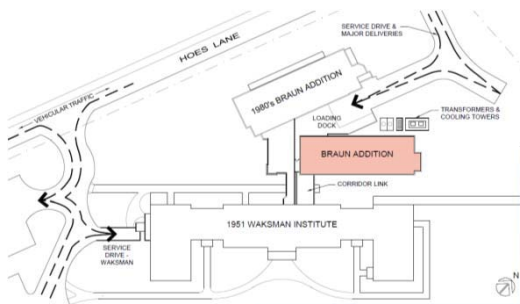 SERVICE DRIVE &
MAJOR DELIVERIES
HOES LANE
VEHICULAR TRAFFIC
1980's BRAUN ADDITION
LOADING
DOCK
TRANSFORMERS &
COOLING TOWERS
BRAUN ADDITION
CORRIDOR LINK
1951 WAKSMAN INSTITUTE
SERVICE
DRIVE -
WAKSMAN
N